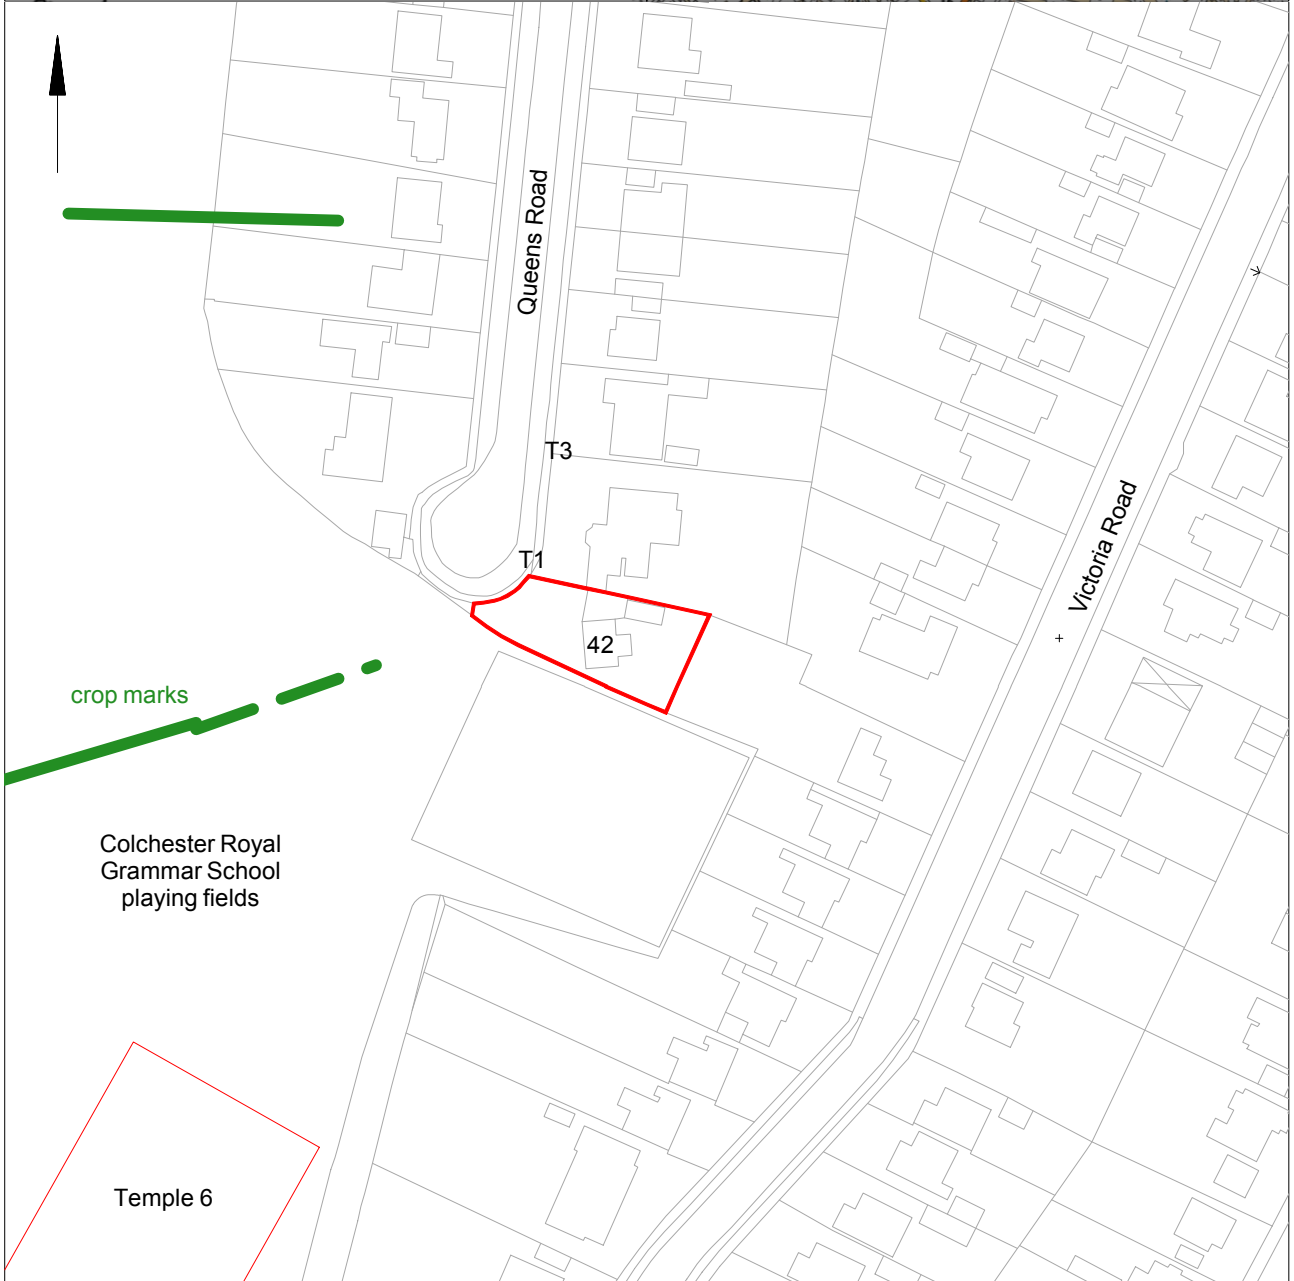 Queens Road
T3
Victoria Road
T1
42
crop marks
Colchester Royal
Grammar School
playing fields
Temple 6